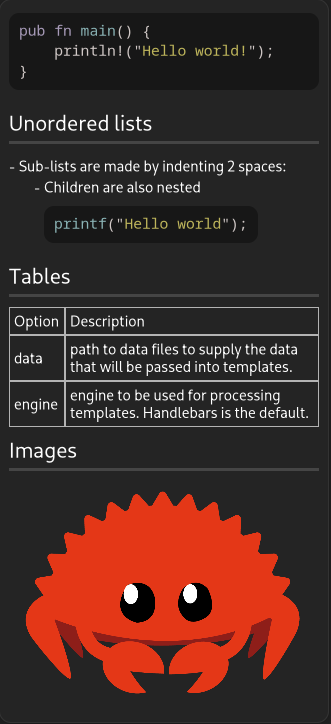 pub fn main() {
    println!("Hello world!");
}
Unordered lists
- Sub-lists are made by indenting 2 spaces:
- Children are also nested
printf("Hello world");
Tables
Option Description
data path to data files to supply the data
that will be passed into templates.
engine engine to be used for processing
templates. Handlebars is the default.
Images